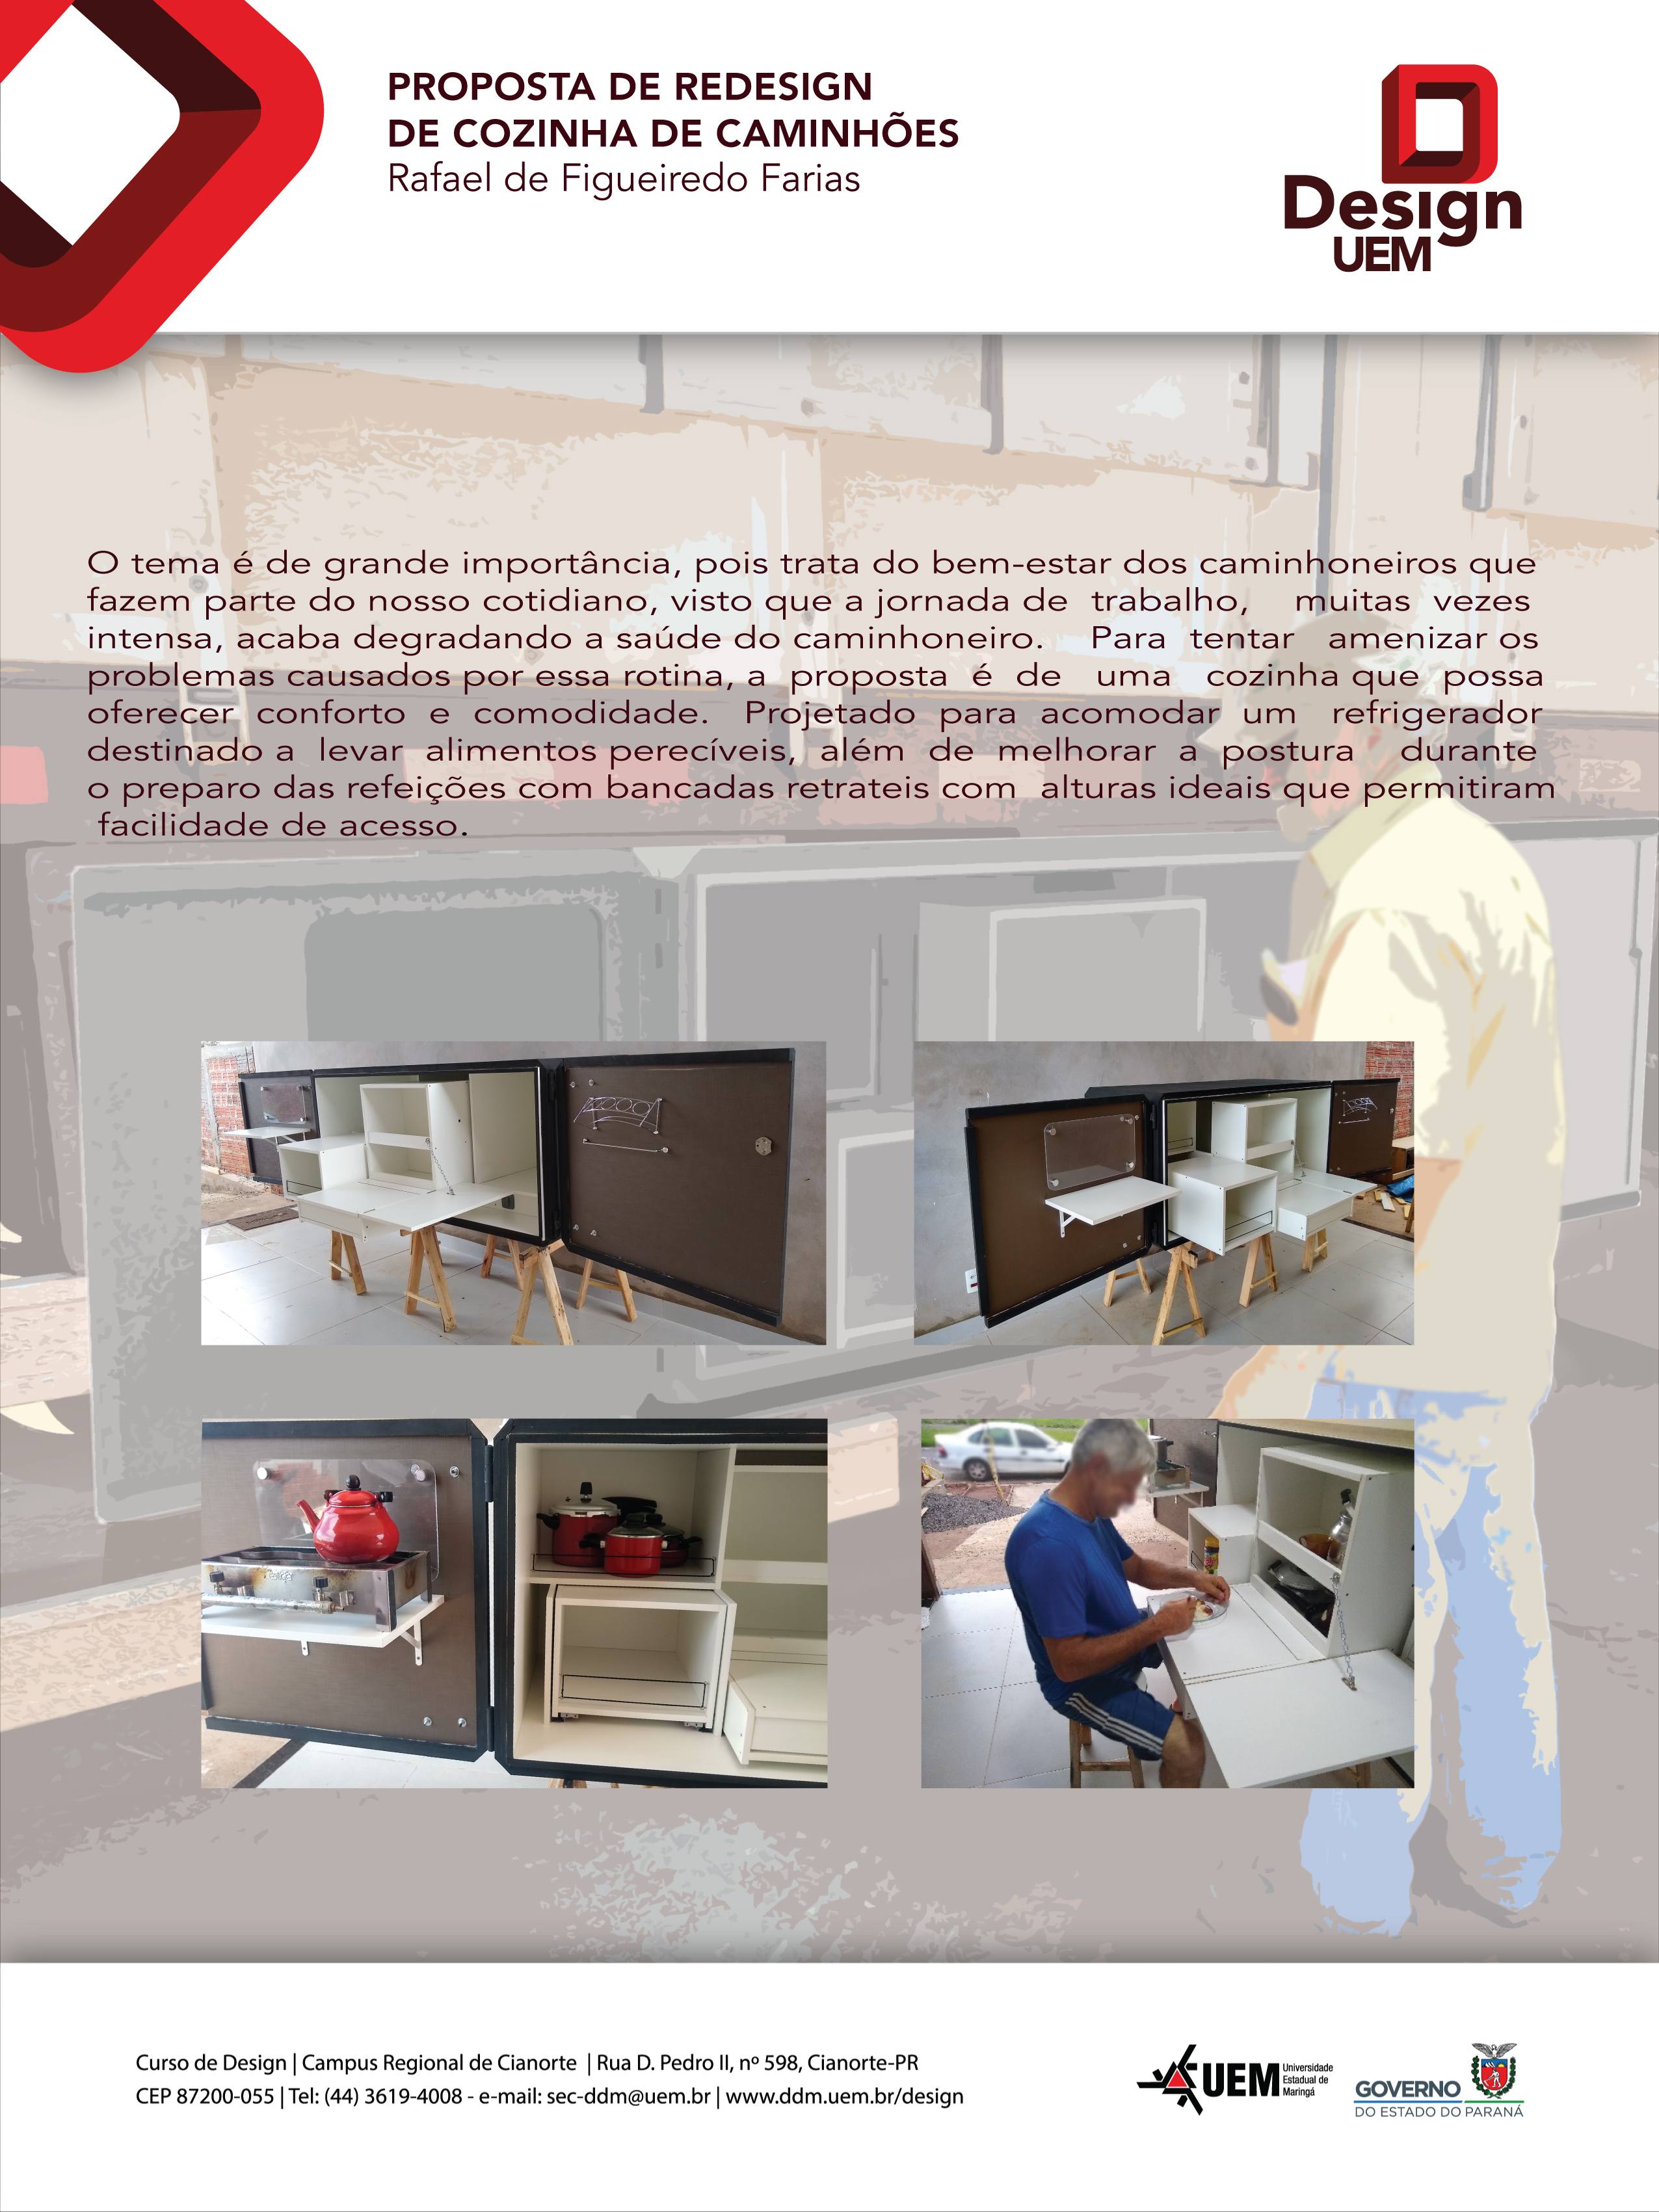 PROPOSTA DE REDESIGN
DE COZINHA DE CAMINHÕES
Rafael de Figueiredo Farias
Design
UEM
O tema é de grande importância, pois trata do bem-estar dos caminhoneiros que
fazem parte do nosso cotidiano, visto que a jornada de trabalho, muitas vezes
intensa, acaba degradando a saúde do caminhoneiro. Para tentar amenizar os
problemas causados por essa rotina, a proposta é de uma cozinha que possa
oferecer conforto e comodidade. Projetado para acomodar um refrigerador
destinado a levar alimentos perecíveis, além de melhorar a postura durante
o preparo das refeições com bancadas retrateis com alturas ideais que permitiram
facilidade de acesso.
Curso de Design | Campus Regional de Cianorte | Rua D. Pedro II, nº 598, Cianorte-PR
CEP 87200-055 | Tel: (44) 3619-4008 - e-mail: sec-ddm@uem.br | www.ddm.uem.br/design
UEM
Universidade
Estadual de
Maringá
GOVERNO
DO ESTADO DO PARANÁ